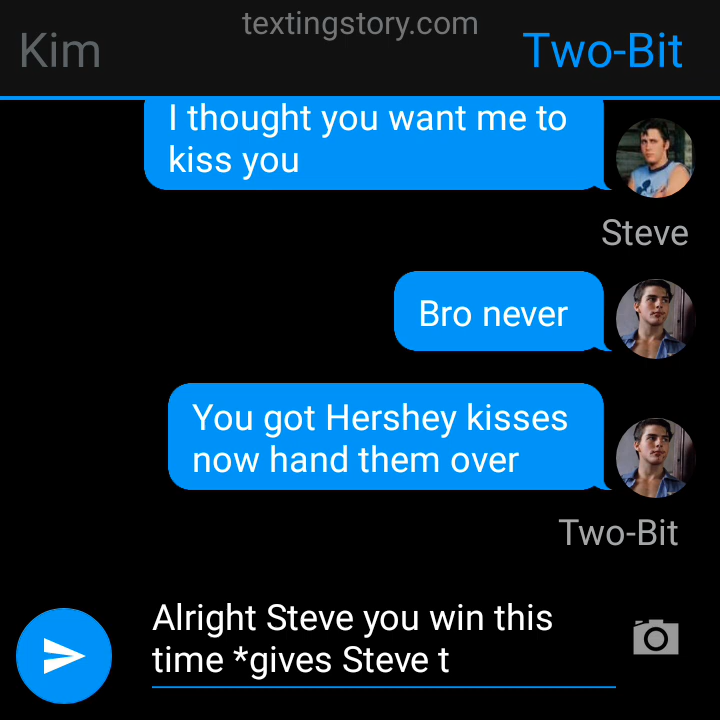 textingstory.com
Kim
Two-Bit
I thought you want me to
kiss you
Steve
Bro never
You got Hershey kisses
now hand them over
Two-Bit
Alright Steve you win this
time *gives Steve t